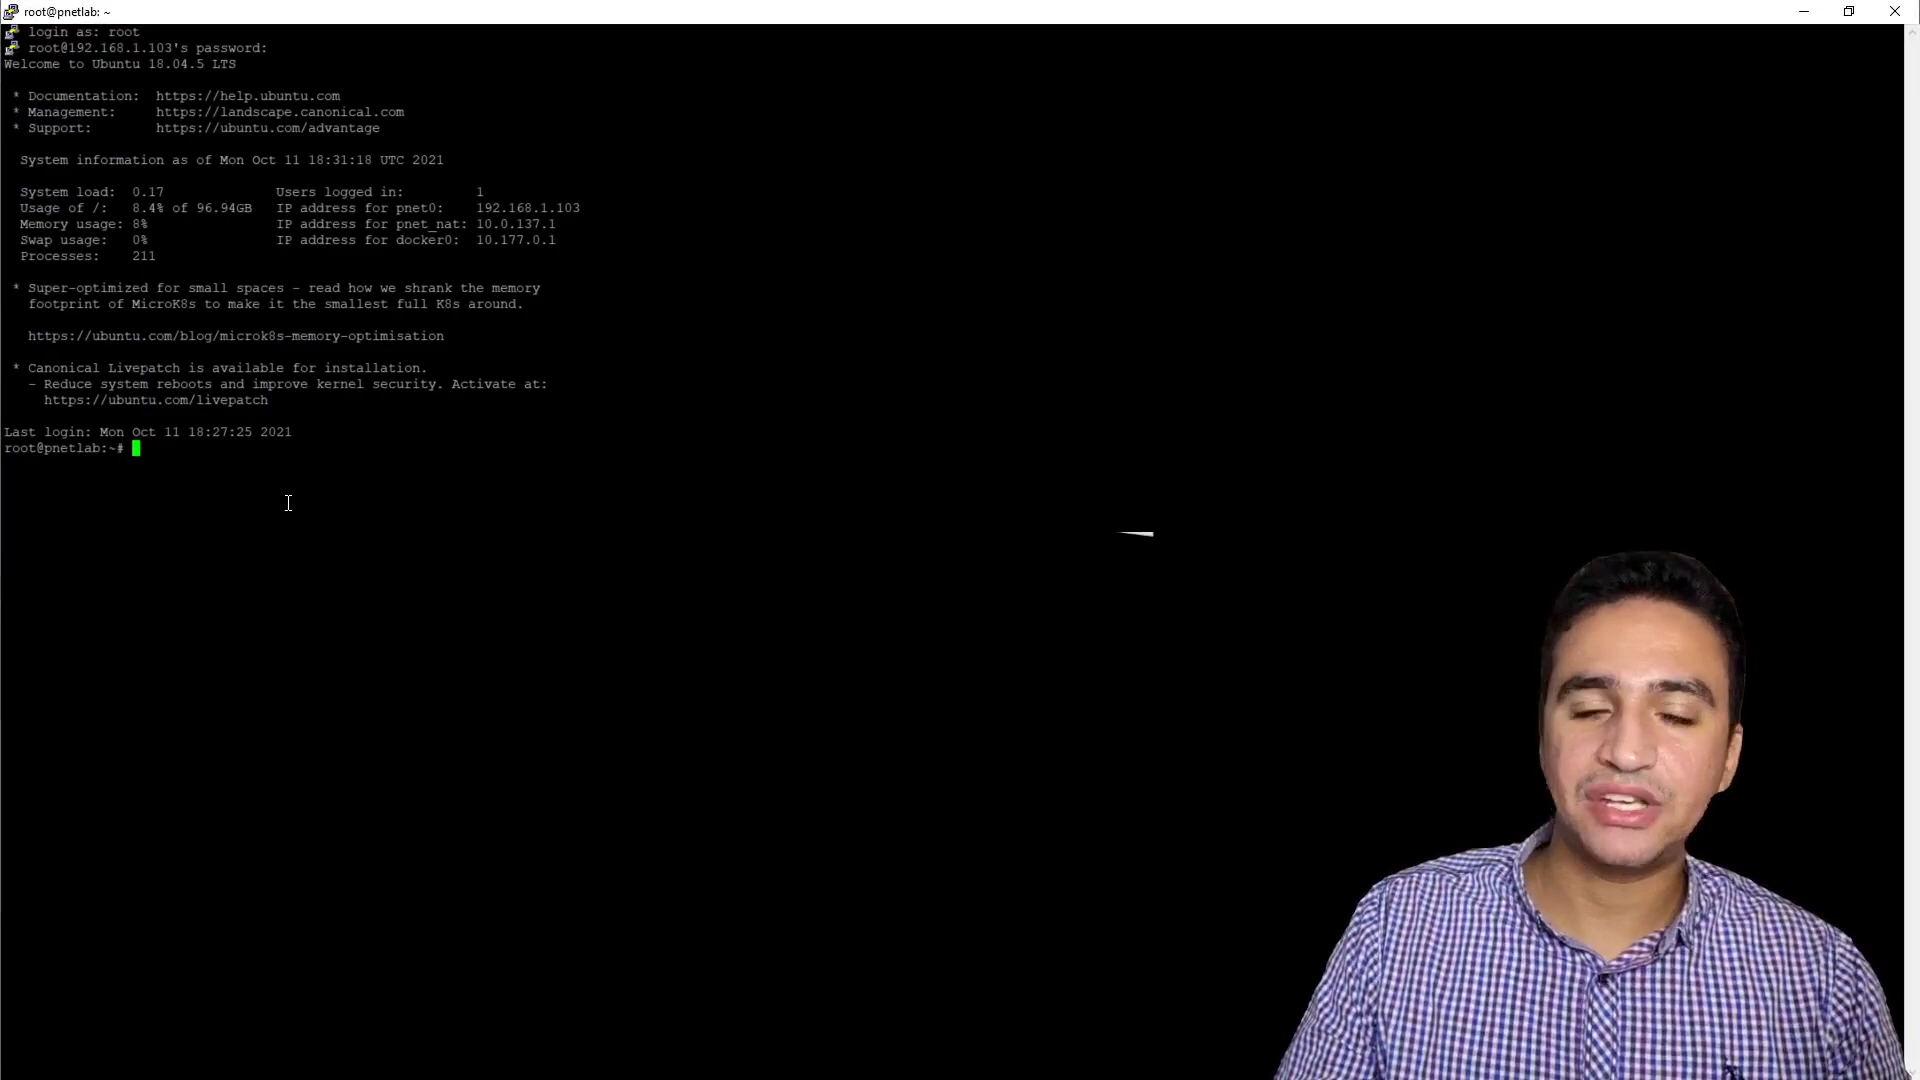 root@pnetlab: ~
login as: root
root@192.168.1.103's password:
Welcome to Ubuntu 18.04.5 LTS
* Documentation:  https://help.ubuntu.com
* Management:     https://landscape.canonical.com
* Support:        https://ubuntu.com/advantage
System information as of Mon Oct 11 18:31:18 UTC 2021
System load:  0.17              Users logged in:         1
Usage of /:   8.4% of 96.94GB   IP address for pnet0:    192.168.1.103
Memory usage: 8%                IP address for pnet_nat: 10.0.137.1
Swap usage:   0%                IP address for docker0:  10.177.0.1
Processes:    211
* Super-optimized for small spaces - read how we shrank the memory
footprint of MicroK8s to make it the smallest full K8s around.
https://ubuntu.com/blog/microk8s-memory-optimisation
* Canonical Livepatch is available for installation.
- Reduce system reboots and improve kernel security. Activate at:
https://ubuntu.com/livepatch
Last login: Mon Oct 11 18:27:25 2021
root@pnetlab:~#